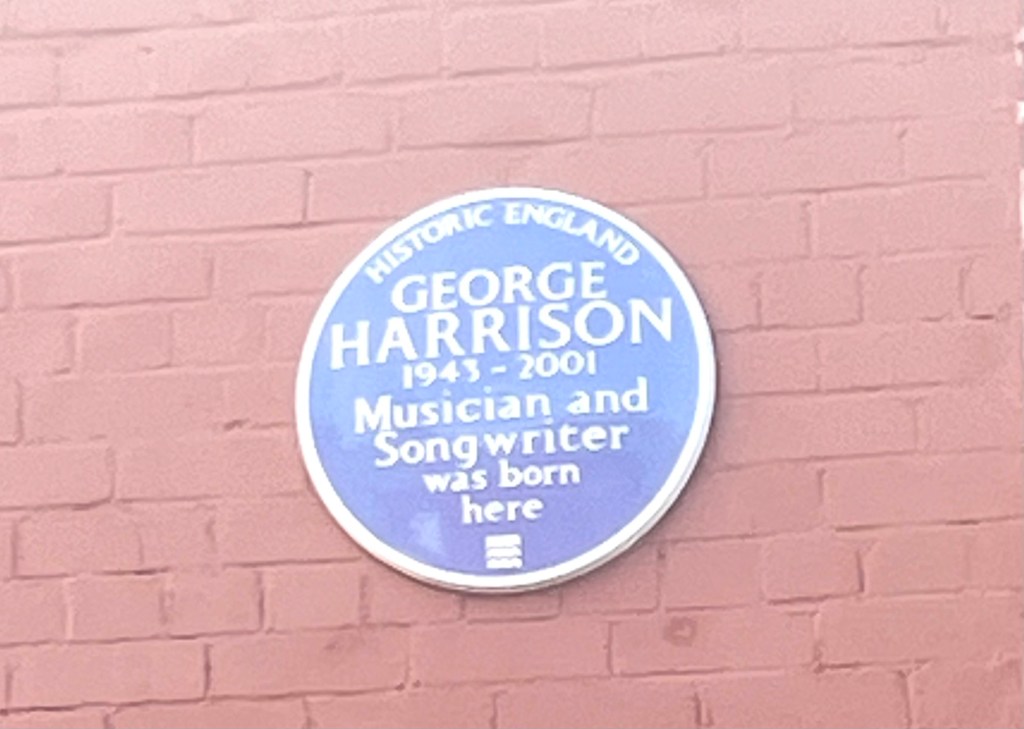 HISTORIC ENGLAND
GEORGE
HARRISON
1943 - 2001
Musician and
Songwriter
was born
here